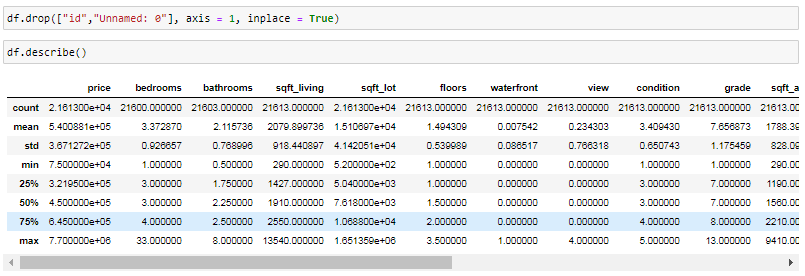 df.drop(["id","Unnamed: 0"], axis = 1, inplace = True)
df.describe()
price bedrooms bathrooms sqft_living sqft_lot floors waterfront view condition grade sqft_a
count 2.161300e+04 21600.000000 21603.000000 21613.000000 2.161300e+04 21613.000000 21613.000000 21613.000000 21613.000000 21613.000000 21613.00
mean 5.400881e+05 3.372870 2.115736 2079.899736 1.510697e+04 1.494309 0.007542 0.234303 3.409430 7.656873 1788.39
std 3.671272e+05 0.926657 0.768996 918.440897 4.142051e+04 0.539989 0.086517 0.766318 0.650743 1.175459 828.09
min 7.500000e+04 1.000000 0.500000 290.000000 5.200000e+02 1.000000 0.000000 0.000000 1.000000 1.000000 290.00
25% 3.219500e+05 3.000000 1.750000 1427.000000 5.040000e+03 1.000000 0.000000 0.000000 3.000000 7.000000 1190.00
50% 4.500000e+05 3.000000 2.250000 1910.000000 7.618000e+03 1.500000 0.000000 0.000000 3.000000 7.000000 1560.00
75% 6.450000e+05 4.000000 2.500000 2550.000000 1.068800e+04 2.000000 0.000000 0.000000 4.000000 8.000000 2210.00
max 7.700000e+06 33.000000 8.000000 13540.000000 1.651359e+06 3.500000 1.000000 4.000000 5.000000 13.000000 9410.00